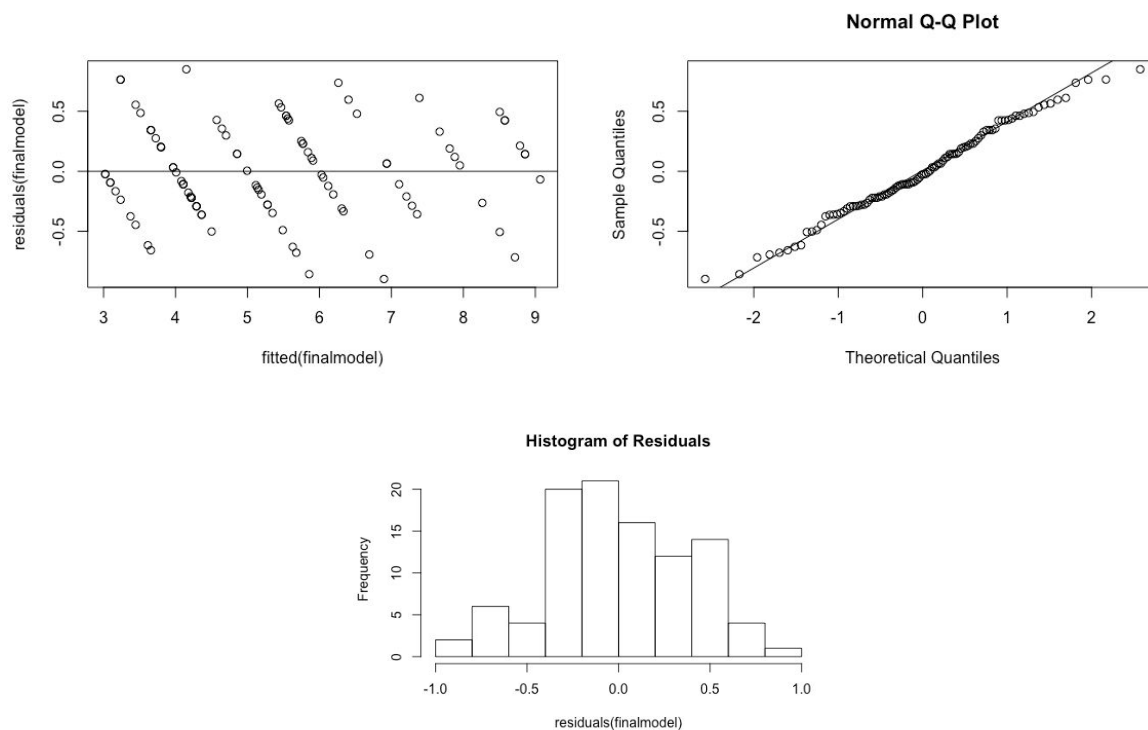 Normal Q-Q Plot
residuals(finalmodel)
0.5
0.0
-0.5
3 4 5 6 7 8 9
fitted(finalmodel)
Sample Quantiles
0.5
0.0
-0.5
-2 -1 0 1 2
Theoretical Quantiles
Histogram of Residuals
Frequency
20
15
10
5
0
-1.0 -0.5 0.0 0.5 1.0
residuals(finalmodel)